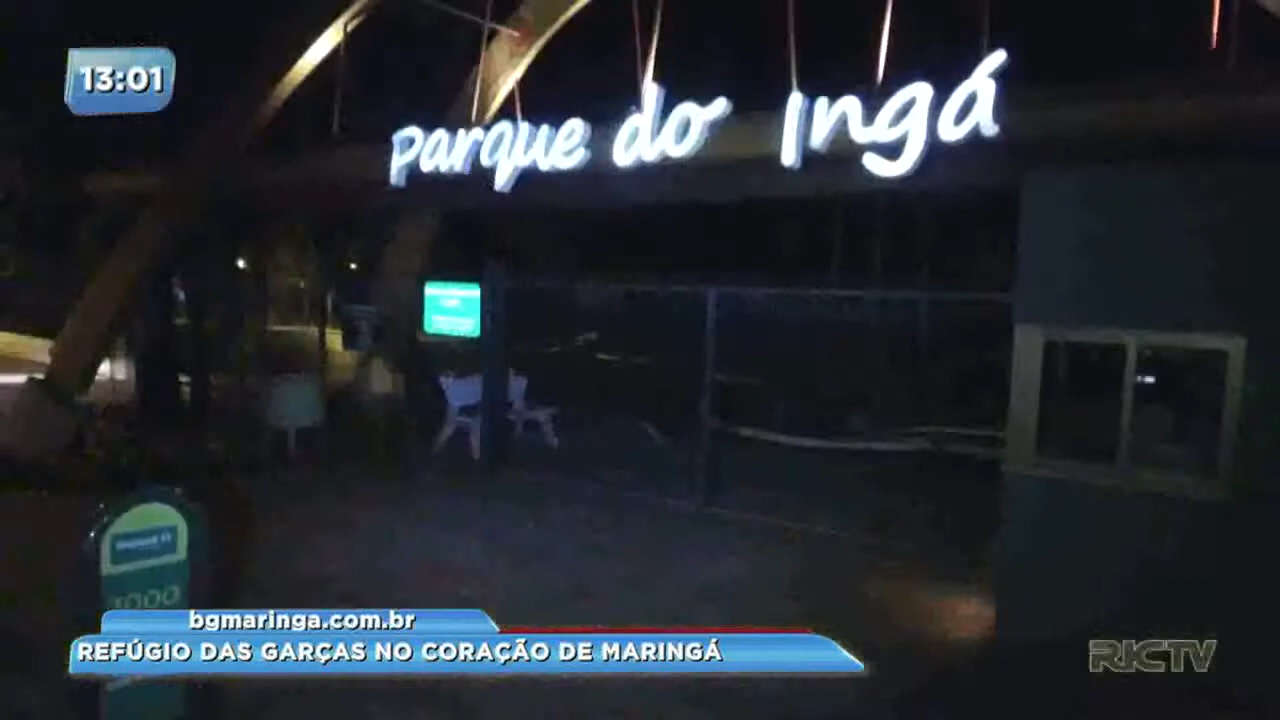 13:01
Parque do Ingá
bgmaringa.com.br
REFÚGIO DAS GARÇAS NO CORAÇÃO DE MARINGÁ
RICTV